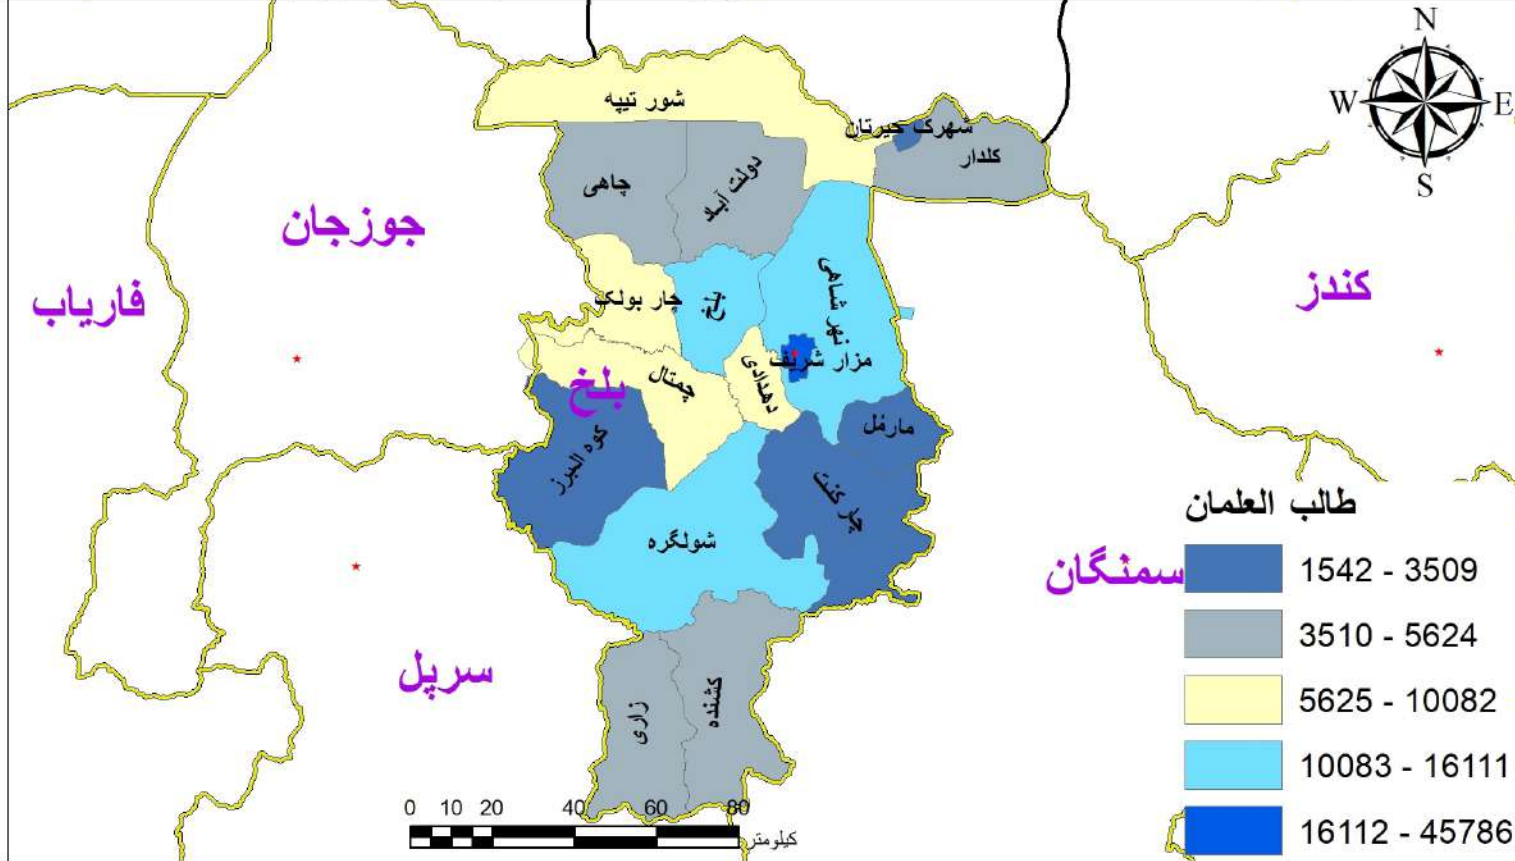 N
W
E
S
شور تیپه
شهرک حیرتان
کلدار
چاهی
دولت آباد
جوزجان
فاریاب
کندز
چار بولک
بلخ
نهر شاهی
مزار شریف
دهدادی
چمتال
بلخ
مارمل
کوه البرز
چار کنت
شولگره
سمنگان
سرپل
زاری
کشنده
طالب العلمان
1542 - 3509
3510 - 5624
5625 - 10082
10083 - 16111
16112 - 45786
0 10 20 40 60 80
کیلومتر